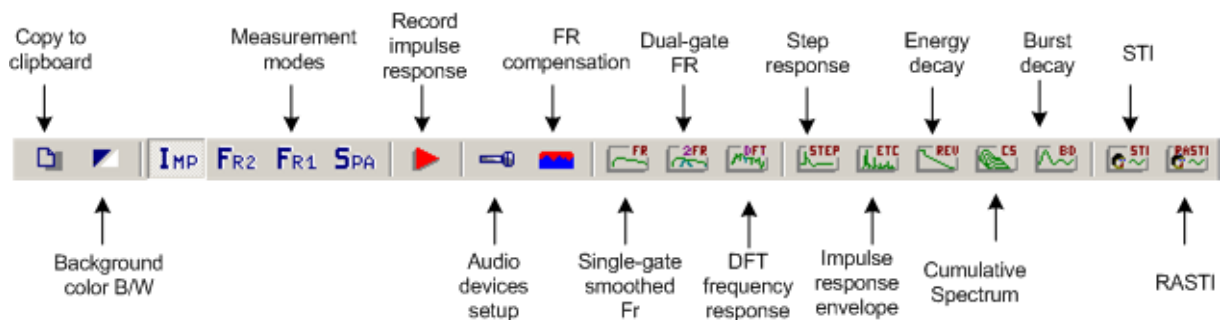 Copy to
clipboard
Measurement
modes
Record
impulse
response
FR
compensation
Dual-gate
FR
Step
response
Energy
decay
Burst
decay
STI
IMP
FR2
FR1
SPA
FR
2FR
DFT
STEP
ETC
REV
CS
BD
STI
RASTI
Background
color B/W
Audio
devices
setup
Single-gate
smoothed
Fr
DFT
frequency
response
Impulse
response
envelope
Cumulative
Spectrum
RASTI